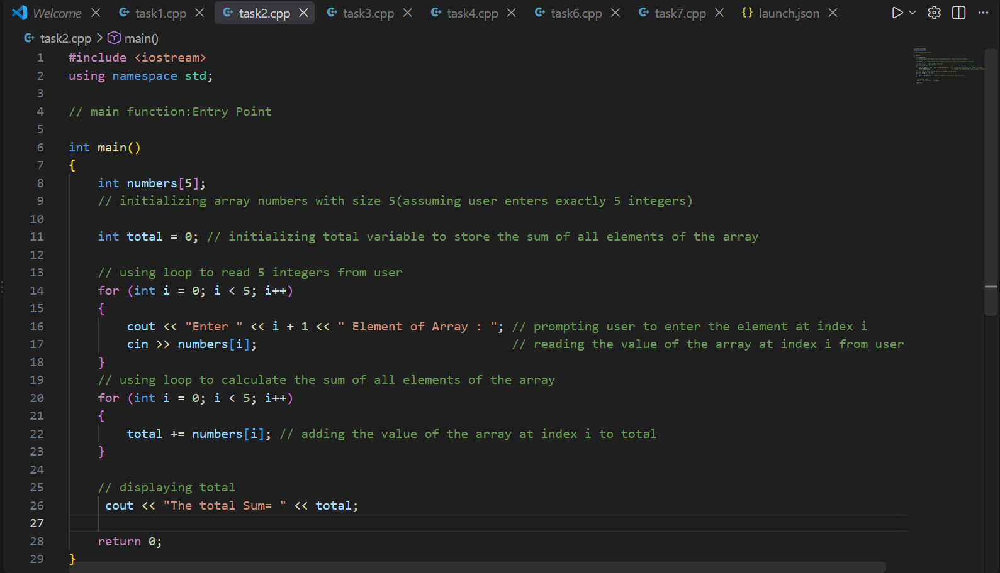 Welcome task1.cpp task2.cpp task3.cpp task4.cpp task6.cpp task7.cpp {} launch.json
task2.cpp > main()
1 #include <iostream>
2 using namespace std;
3
4 // main function:Entry Point
5
6 int main()
7 {
8 int numbers[5];
9 // initializing array numbers with size 5(assuming user enters exactly 5 integers)
10
11 int total = 0; // initializing total variable to store the sum of all elements of the array
12
13 // using loop to read 5 integers from user
14 for (int i = 0; i < 5; i++)
15 {
16 cout << "Enter " << i + 1 << " Element of Array : "; // prompting user to enter the element at index i
17 cin >> numbers[i]; // reading the value of the array at index i from user
18 }
19 // using loop to calculate the sum of all elements of the array
20 for (int i = 0; i < 5; i++)
21 {
22 total += numbers[i]; // adding the value of the array at index i to total
23 }
24
25 // displaying total
26 cout << "The total Sum= " << total;
27
28 return 0;
29 }